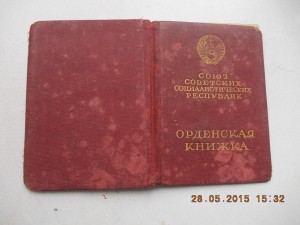 СОЮЗ
СОВЕТСКИХ
СОЦИАЛИСТИЧЕСКИХ
РЕСПУБЛИК
ОРДЕНСКАЯ
КНИЖКА
28.05.2015 15:32